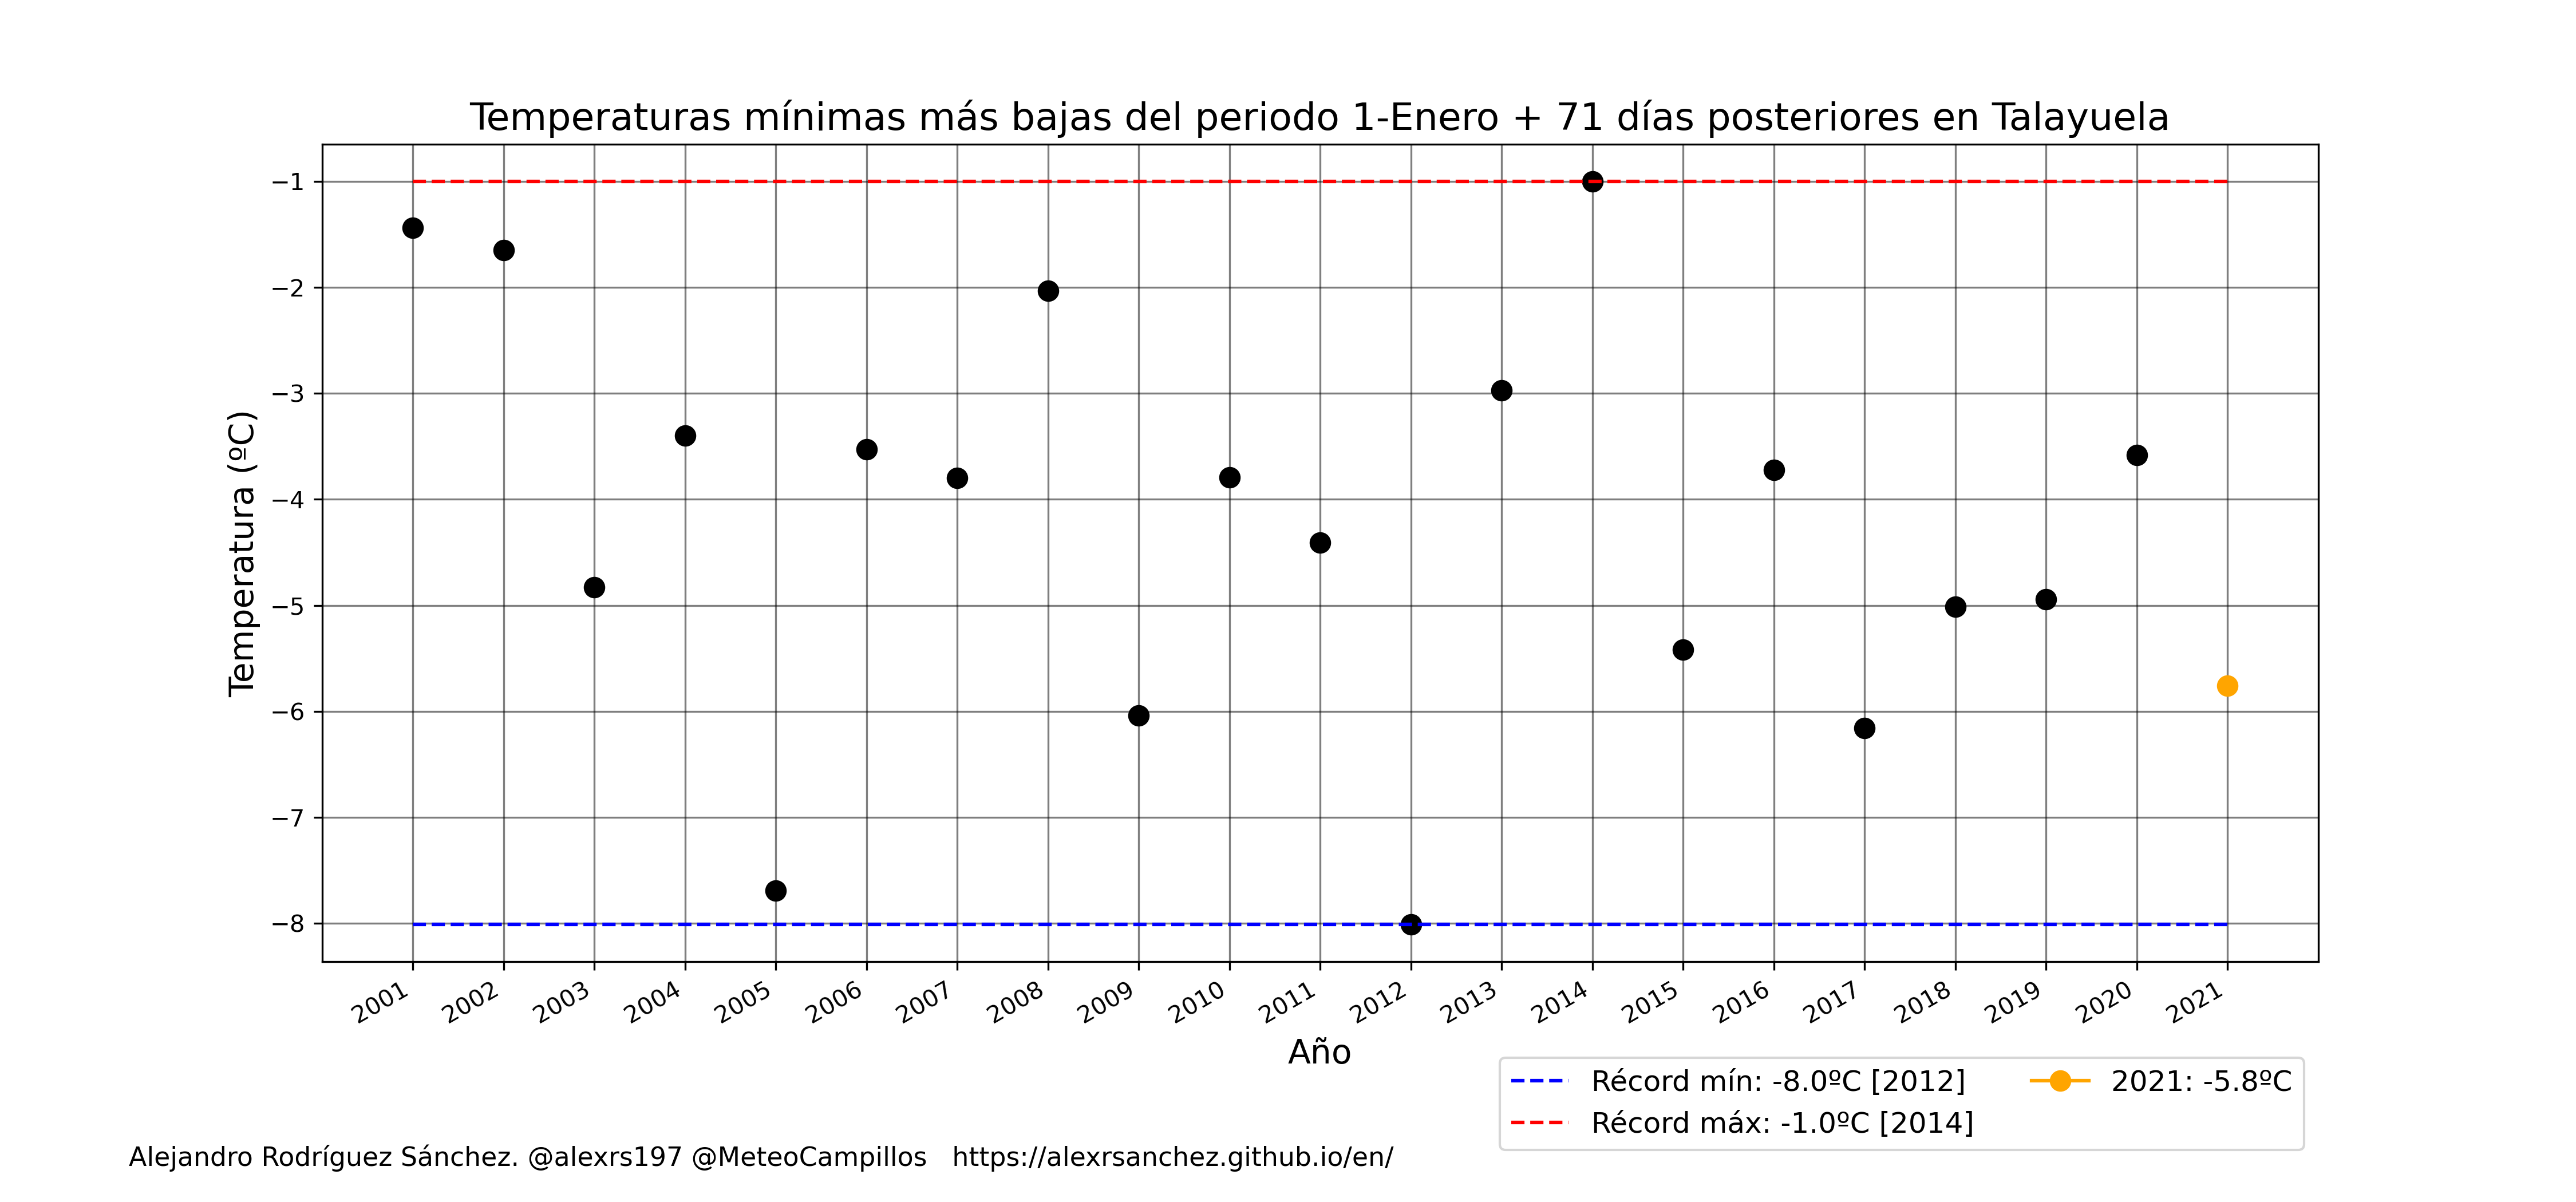 Temperaturas mínimas más bajas del periodo 1-Enero + 71 días posteriores en Talayuela
Temperatura (ºC)
−1
−2
−3
−4
−5
−6
−7
−8
2001 2002 2003 2004 2005 2006 2007 2008 2009 2010 2011 2012 2013 2014 2015 2016 2017 2018 2019 2020 2021
Año
Récord mín: -8.0ºC [2012]
Récord máx: -1.0ºC [2014]
2021: -5.8ºC
Alejandro Rodríguez Sánchez. @alexrs197 @MeteoCampillos https://alexrsanchez.github.io/en/